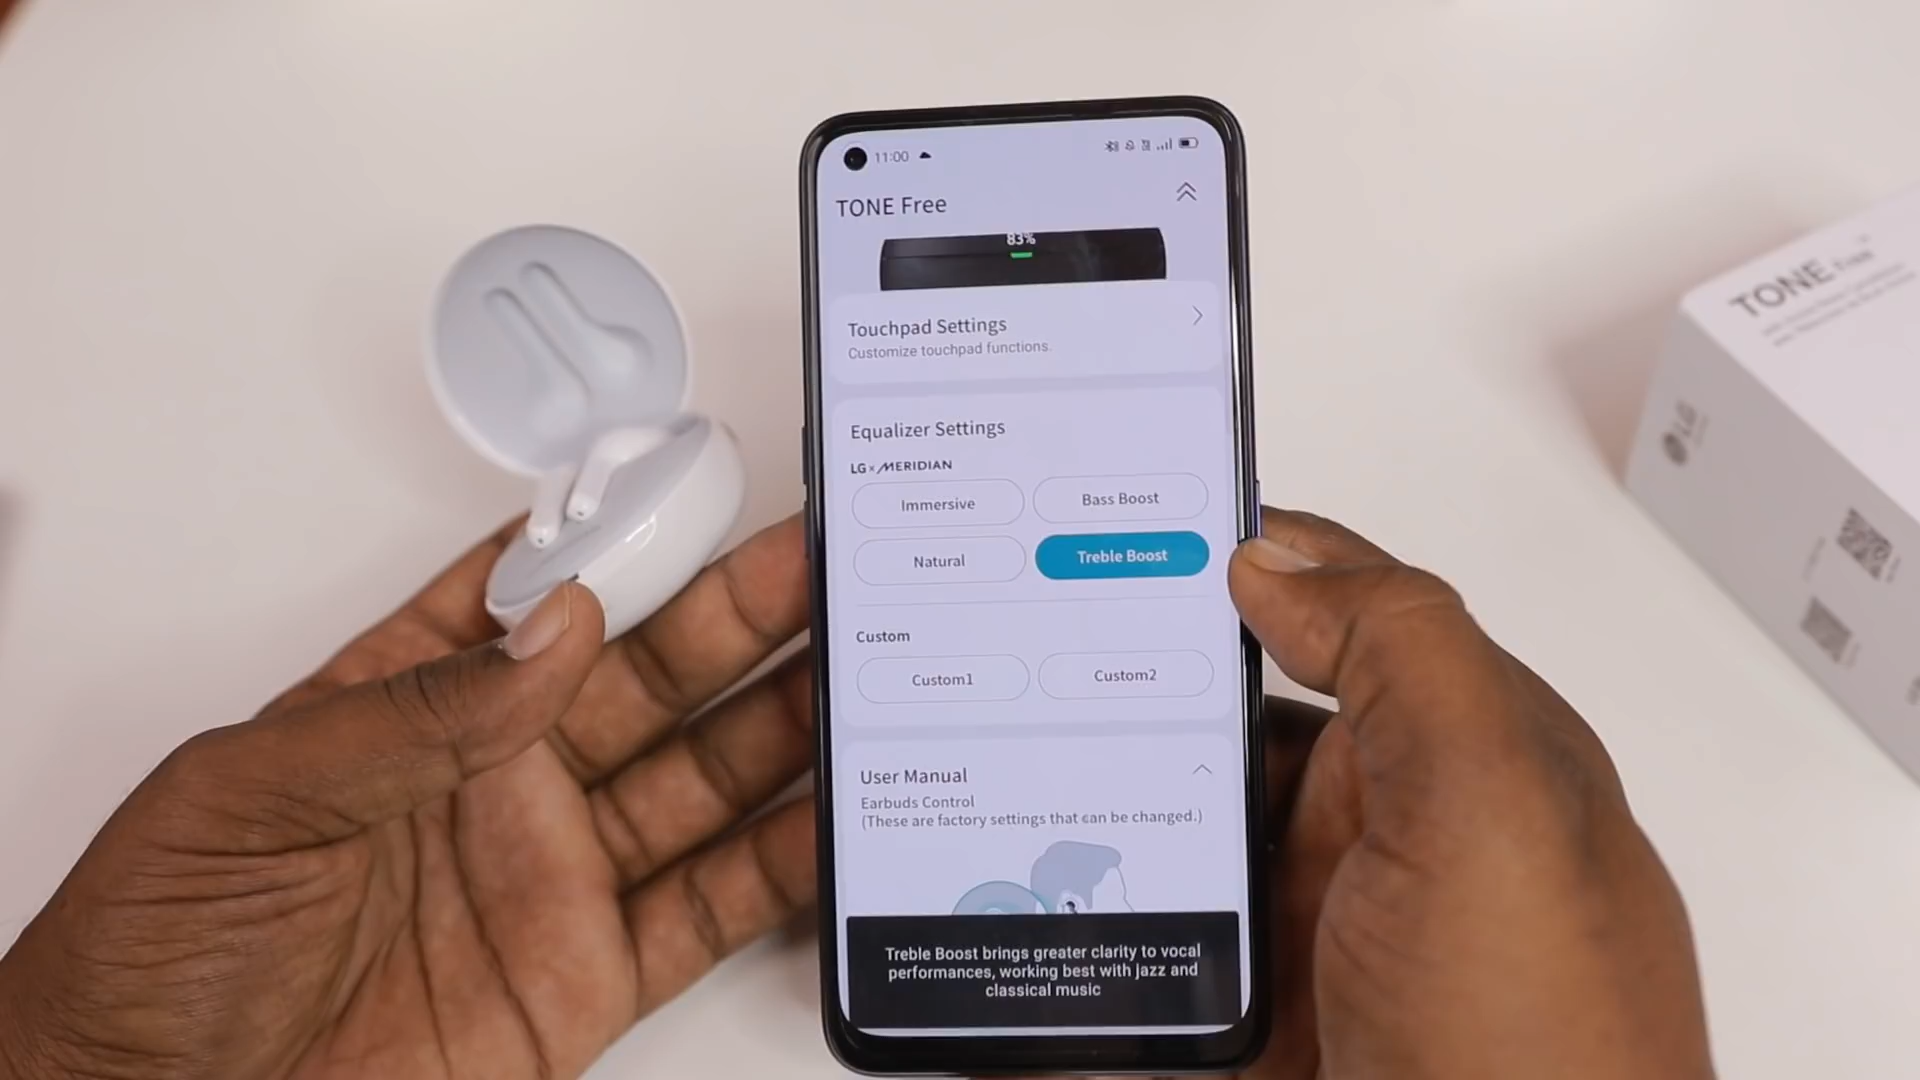 11:00
TONE Free
83%
Touchpad Settings
Customize touchpad functions.
Equalizer Settings
LG x MERIDIAN
Immersive
Bass Boost
Natural
Treble Boost
Custom
Custom1
Custom2
User Manual
Earbuds Control
(These are factory settings that can be changed.)
Treble Boost brings greater clarity to vocal
performances, working best with jazz and
classical music
TONE Free
LG